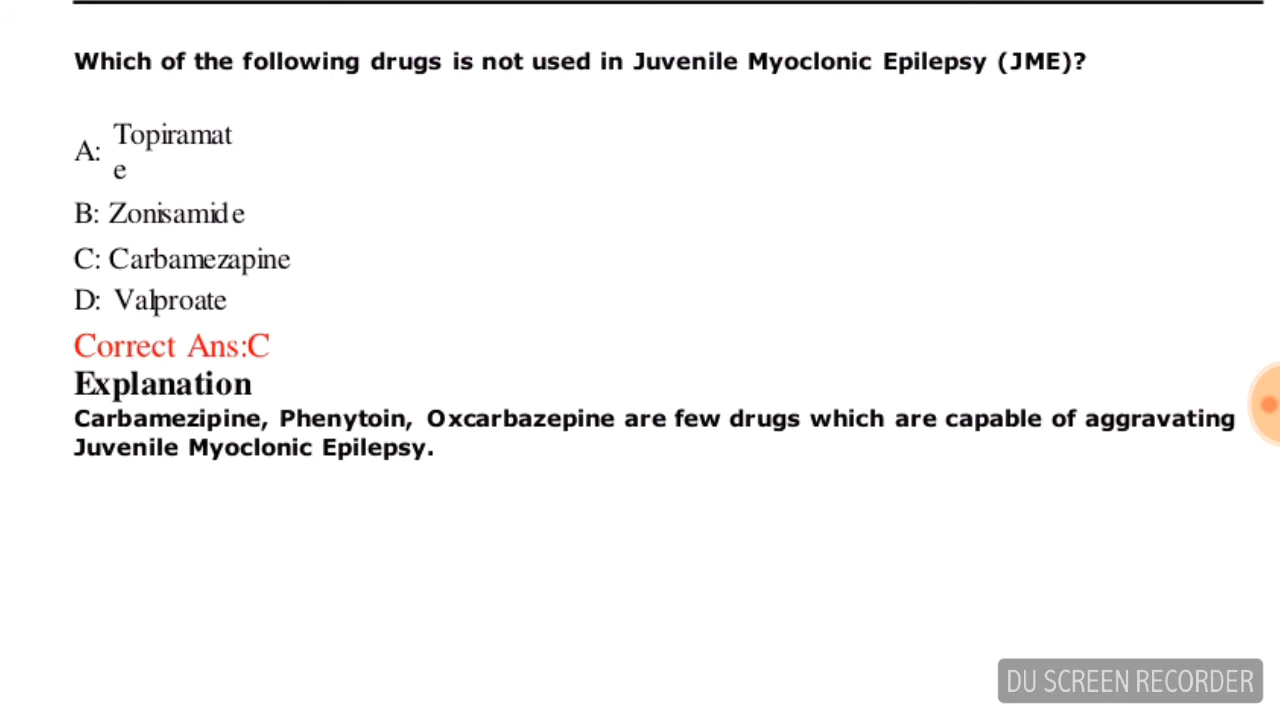 Which of the following drugs is not used in Juvenile Myoclonic Epilepsy (JME)?
A: Topiramat
e
B: Zonisamide
C: Carbamezapine
D: Valproate
Correct Ans:C
Explanation
Carbamezipine, Phenytoin, Oxcarbazepine are few drugs which are capable of aggravating
Juvenile Myoclonic Epilepsy.
DU SCREEN RECORDER